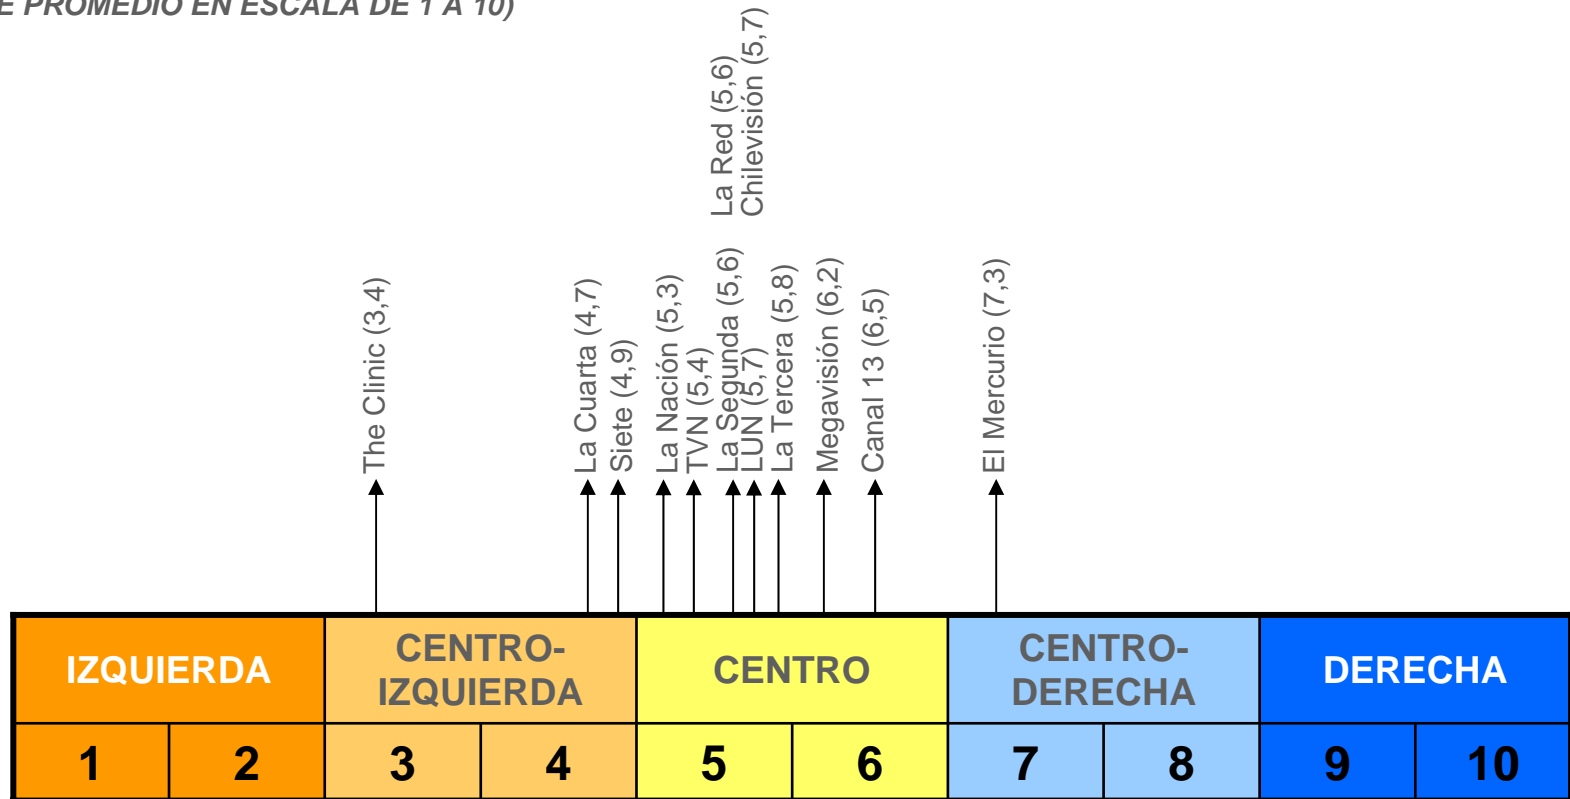 E PROMEDIO EN ESCALA DE 1 A 10)
La Red (5,6)
Chilevisión (5,7)
The Clinic (3,4)
La Cuarta (4,7)
Siete (4,9)
La Nación (5,3)
TVN (5,4)
La Segunda (5,6)
LUN (5,7)
La Tercera (5,8)
Megavisión (6,2)
Canal 13 (6,5)
El Mercurio (7,3)
IZQUIERDA
CENTRO-
IZQUIERDA
CENTRO
CENTRO-
DERECHA
DERECHA
1 2 3 4 5 6 7 8 9 10